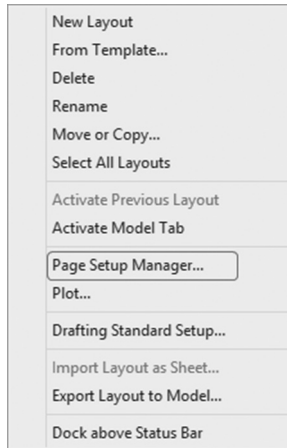 New Layout
From Template...
Delete
Rename
Move or Copy...
Select All Layouts
Activate Previous Layout
Activate Model Tab
Page Setup Manager...
Plot...
Drafting Standard Setup...
Import Layout as Sheet...
Export Layout to Model...
Dock above Status Bar